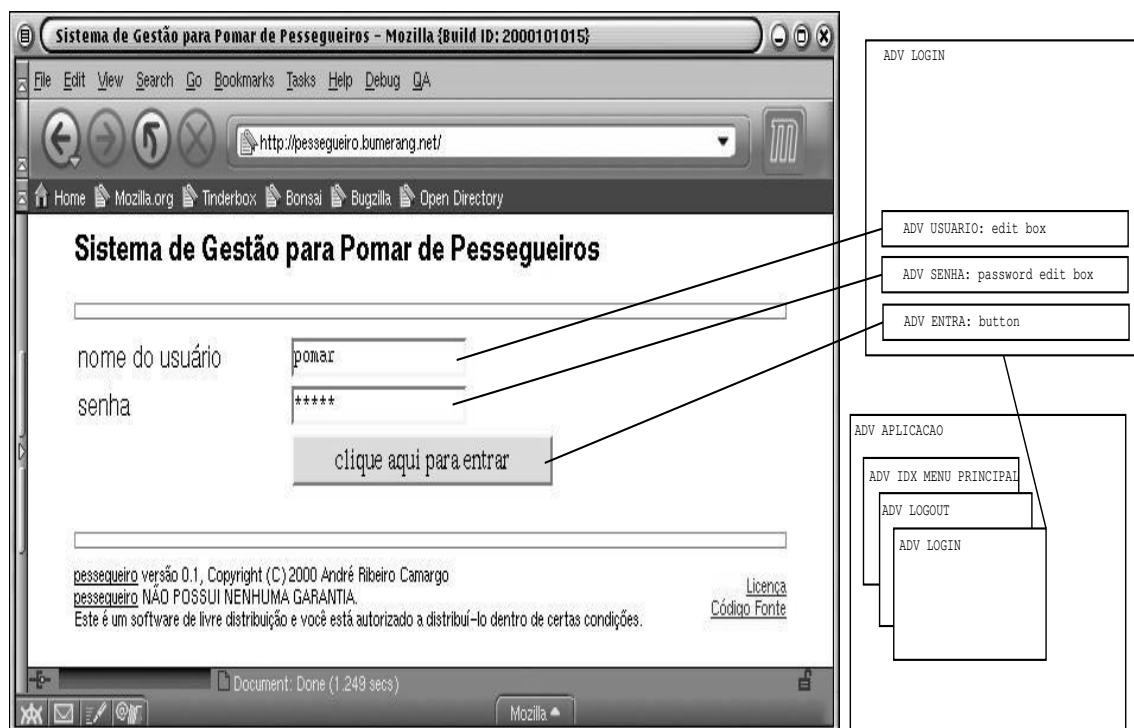 Sistema de Gestão para Pomar de Pessegueiros - Mozilla {Build ID: 2000101015}
File Edit View Search Go Bookmarks Tasks Help Debug QA
http://pessegueiro.bumerang.net/
Home Mozilla.org Tinderbox Bonsai Bugzilla Open Directory
Sistema de Gestão para Pomar de Pessegueiros
nome do usuário
pomar
senha
*****
clique aqui para entrar
pessegueiro versão 0.1, Copyright (C) 2000 André Ribeiro Camargo
pessegueiro NÃO POSSUI NENHUMA GARANTIA.
Este é um software de livre distribuição e você está autorizado a distribuí-lo dentro de certas condições.
Licença
Código Fonte
Document: Done (1.249 secs)
Mozilla
ADV LOGIN
ADV USUARIO: edit box
ADV SENHA: password edit box
ADV ENTRA: button
ADV APLICACAO
ADV IDX MENU PRINCIPAL
ADV LOGOUT
ADV LOGIN